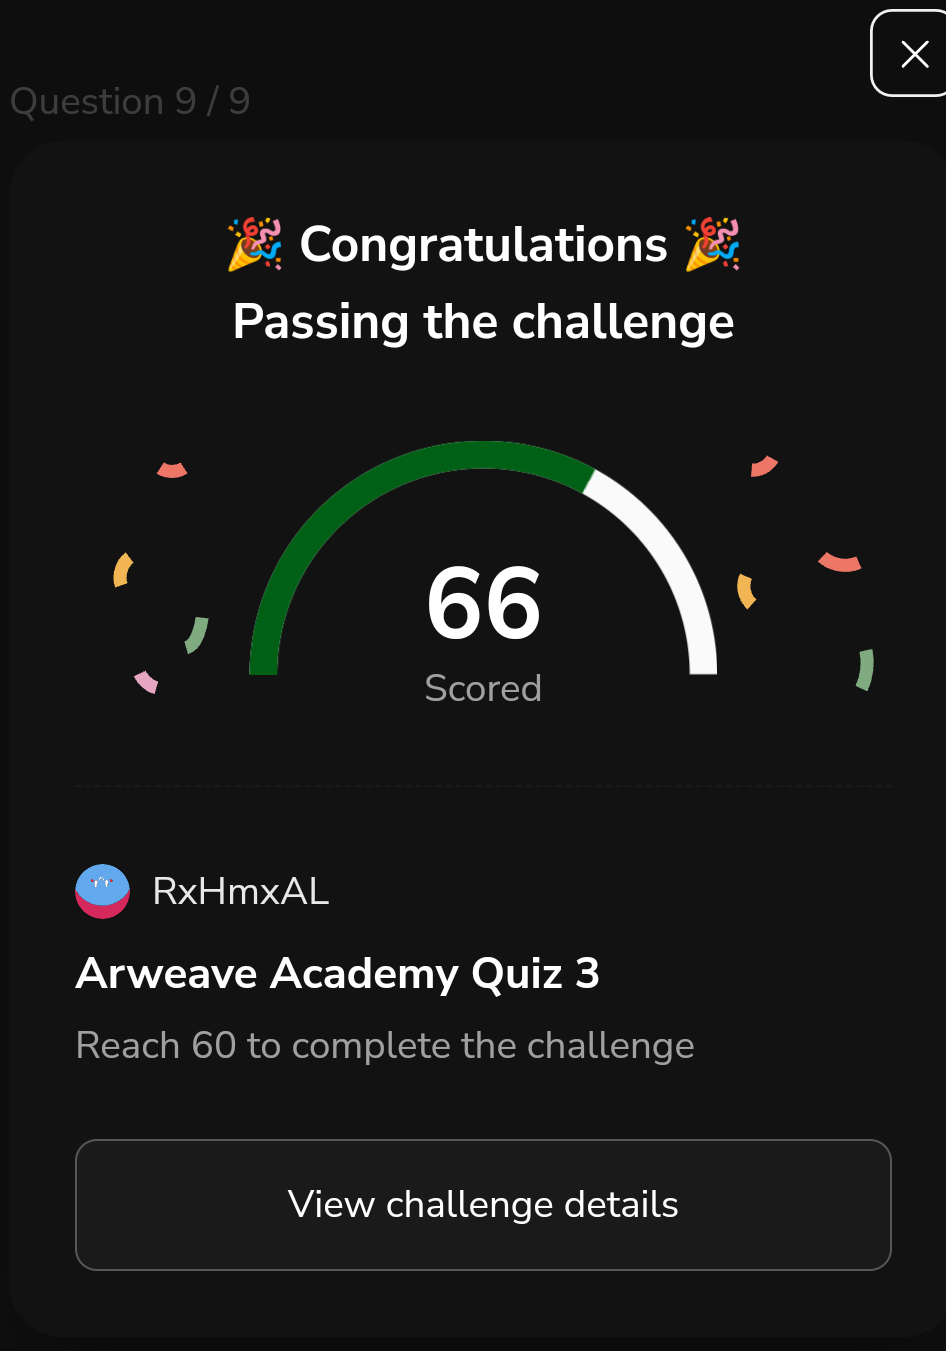 Question 9 / 9
🎉 Congratulations 🎉
Passing the challenge
66
Scored
RxHmxAL
Arweave Academy Quiz 3
Reach 60 to complete the challenge
View challenge details